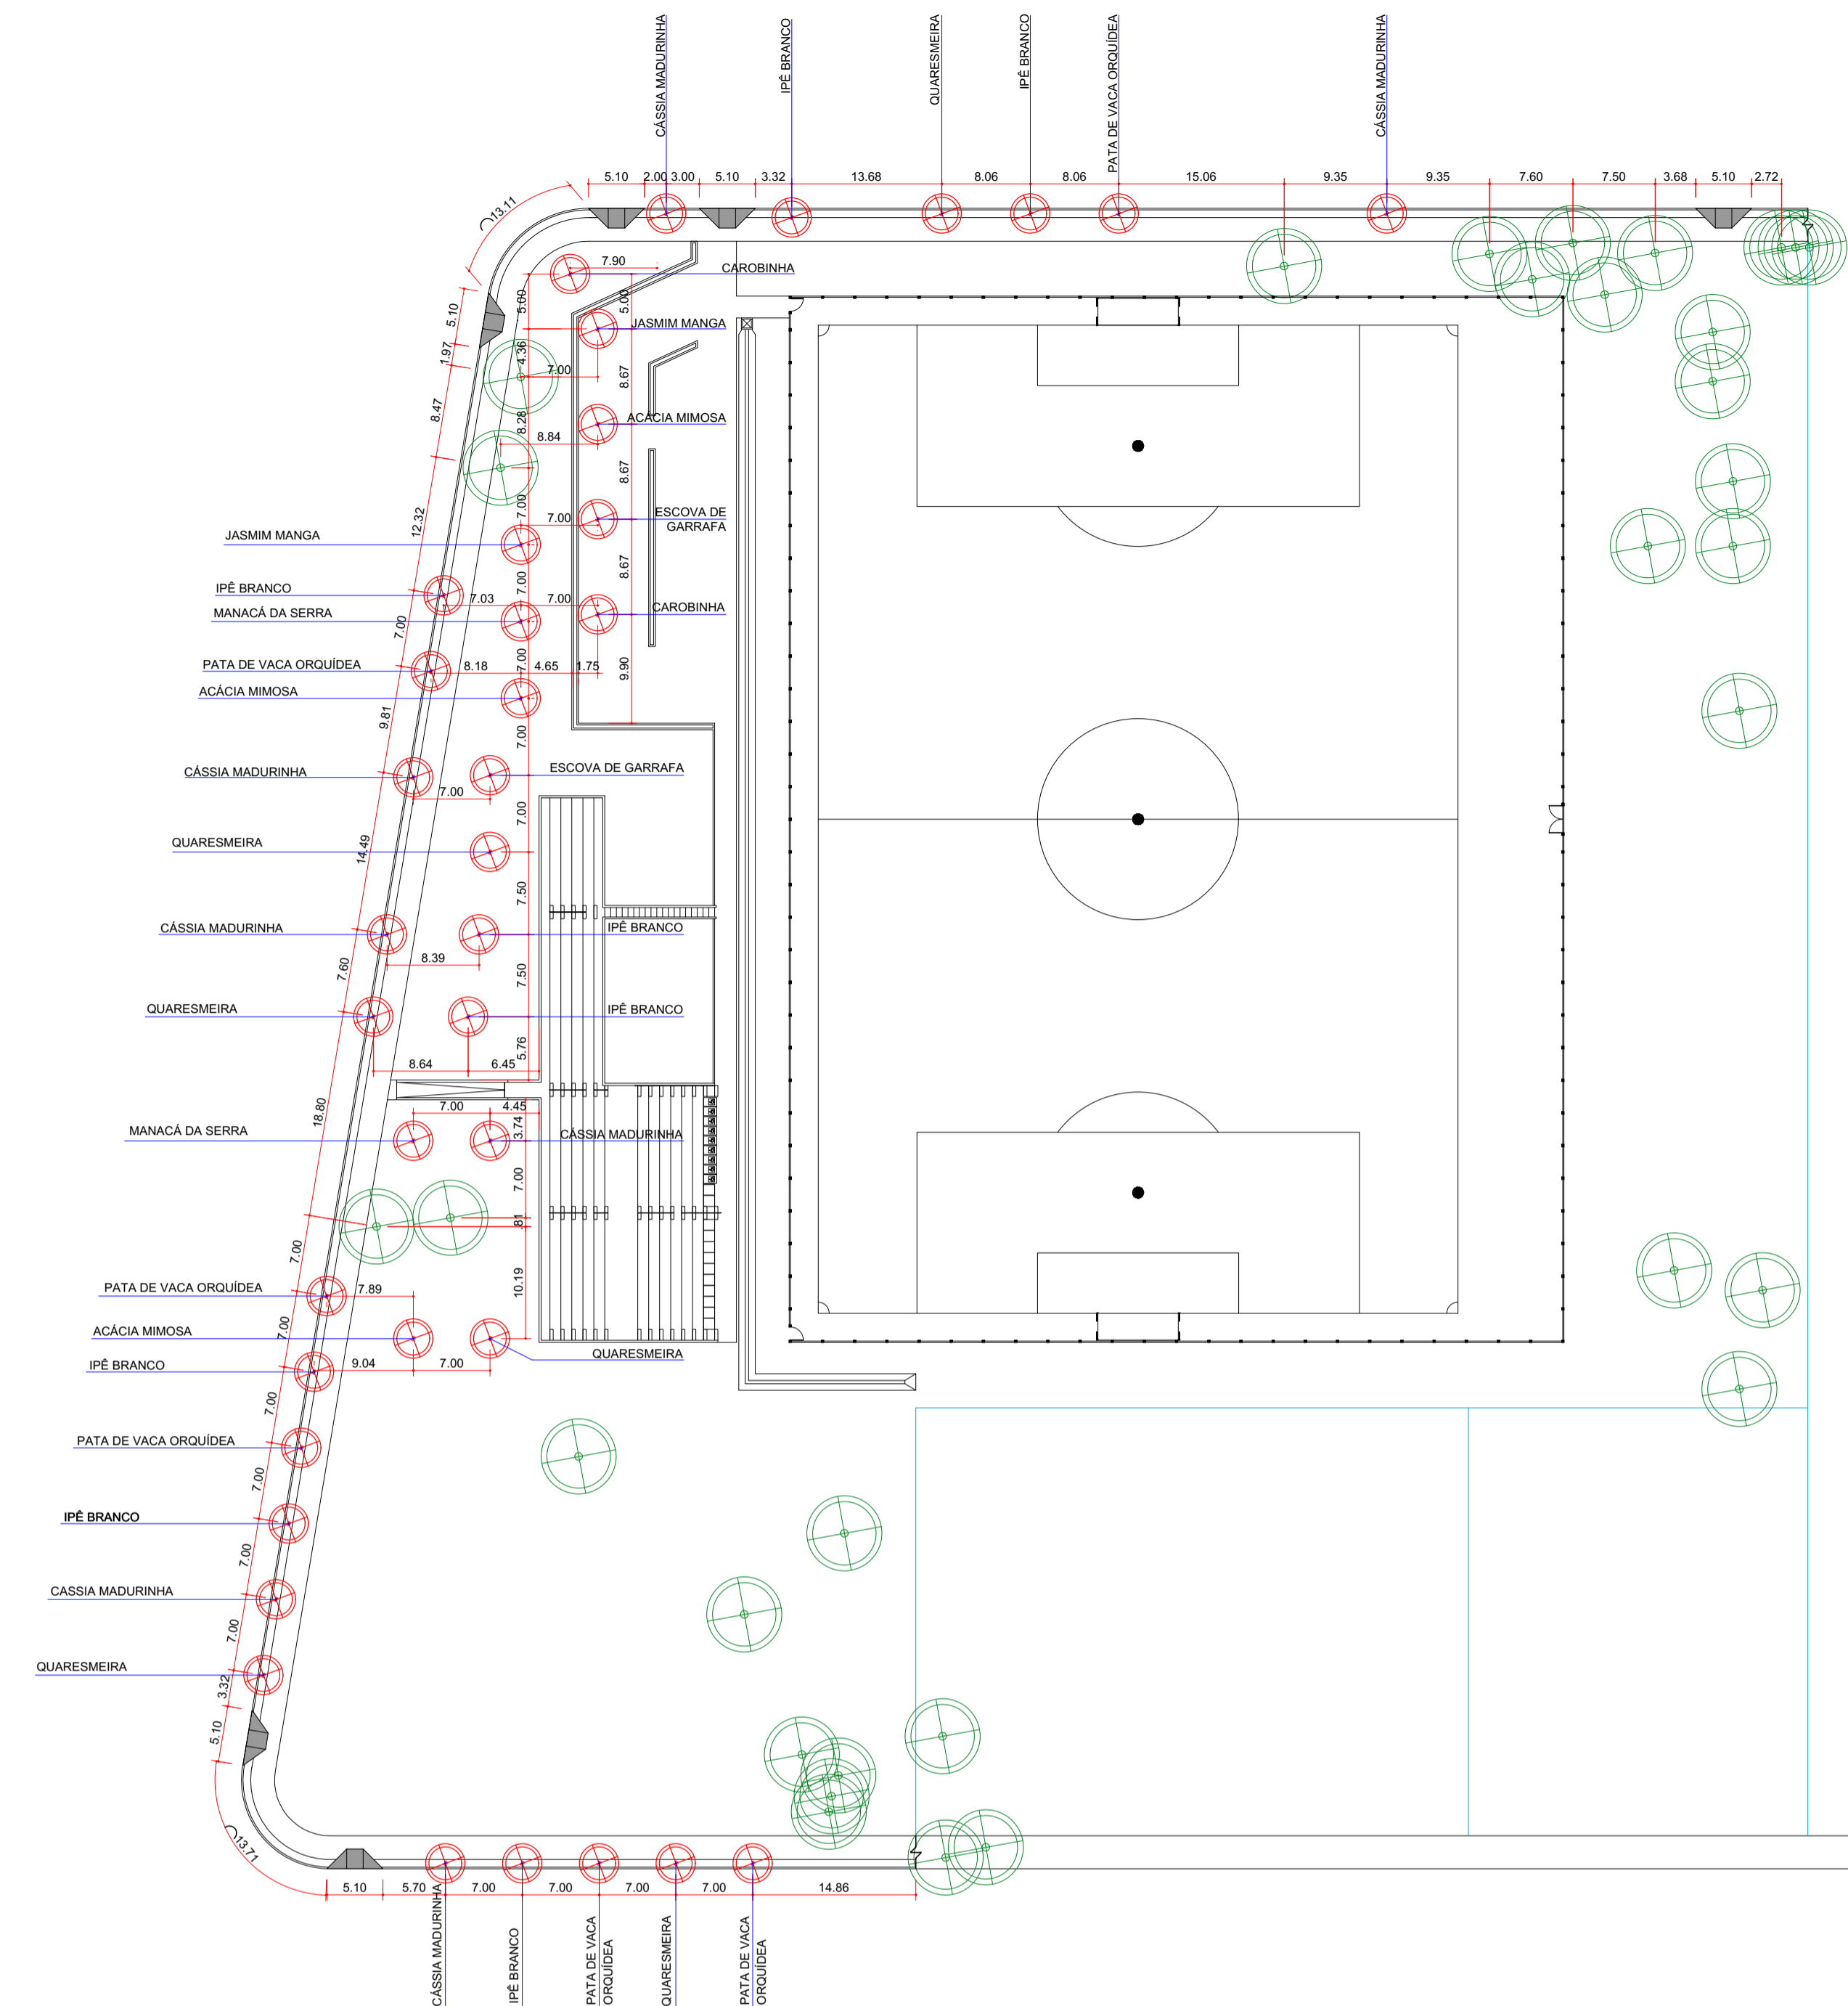 CÁSSIA MADURINHA
IPÊ BRANCO
QUARESMEIRA
IPÊ BRANCO
PATA DE VACA ORQUÍDEA
CÁSSIA MADURINHA
5.10
2.00
3.00
5.10
3.32
13.68
8.06
8.06
15.06
9.35
9.35
7.60
7.50
3.68
5.10
2.72
13.11
7.90
CAROBINHA
5.00
5.00
5.10
JASMIM MANGA
1.97
4.36
7.00
8.67
8.47
8.28
ACÁCIA MIMOSA
8.84
8.67
12.32
7.00
7.00
ESCOVA DE
GARRAFA
JASMIM MANGA
8.67
7.00
IPÊ BRANCO
7.03
7.00
CAROBINHA
MANACÁ DA SERRA
7.00
PATA DE VACA ORQUÍDEA
8.18
7.00
4.65
1.75
9.90
ACÁCIA MIMOSA
9.81
7.00
CÁSSIA MADURINHA
ESCOVA DE GARRAFA
7.00
7.00
QUARESMEIRA
14.49
7.50
CÁSSIA MADURINHA
IPÊ BRANCO
8.39
7.60
7.50
QUARESMEIRA
IPÊ BRANCO
5.76
8.64
6.45
18.80
7.00
4.45
MANACÁ DA SERRA
3.74
CÁSSIA MADURINHA
7.00
.81
7.00
PATA DE VACA ORQUÍDEA
7.89
10.19
ACÁCIA MIMOSA
7.00
QUARESMEIRA
IPÊ BRANCO
9.04
7.00
7.00
PATA DE VACA ORQUÍDEA
7.00
IPÊ BRANCO
7.00
CASSIA MADURINHA
7.00
QUARESMEIRA
3.32
5.10
13.71
5.10
5.70
7.00
7.00
7.00
7.00
14.86
CÁSSIA MADURINHA
IPÊ BRANCO
PATA DE VACA
ORQUÍDEA
QUARESMEIRA
PATA DE VACA
ORQUÍDEA